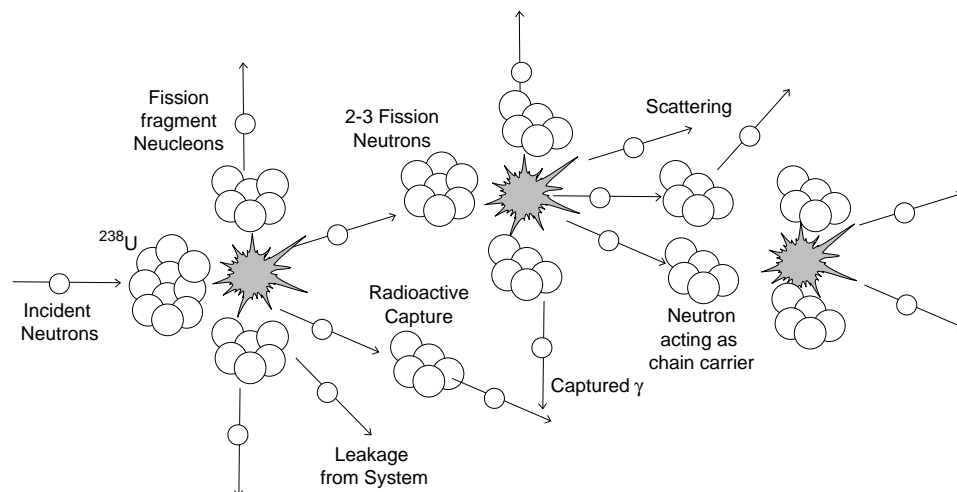 Fission
fragment
Neucleons
2-3 Fission
Neutrons
Scattering
²³⁸U
Incident
Neutrons
Radioactive
Capture
Neutron
acting as
chain carrier
Captured γ
Leakage
from System